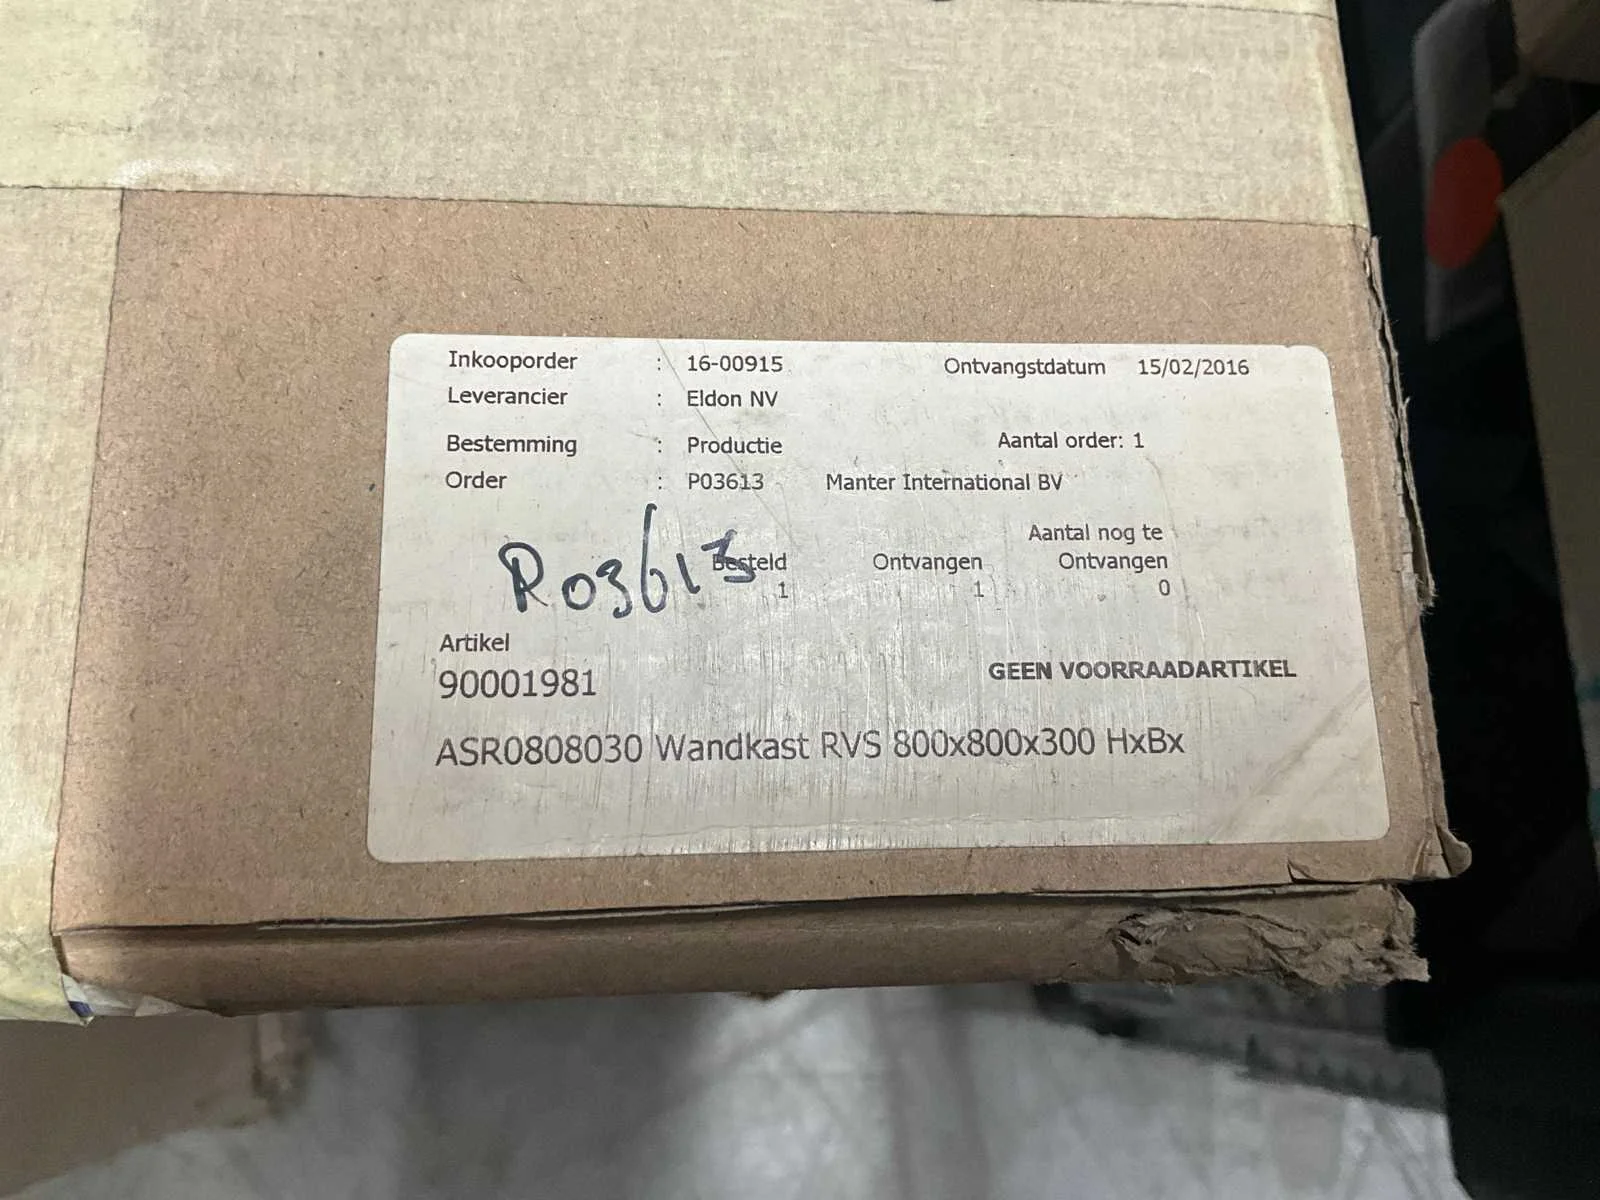 Inkooporder : 16-00915 Ontvangstdatum 15/02/2016
Leverancier : Eldon NV
Bestemming : Productie Aantal order: 1
Order : P03613 Manter International BV
Aantal nog te
Besteld Ontvangen Ontvangen
R03613
1 1 0
Artikel
90001981 GEEN VOORRAADARTIKEL
ASR0808030 Wandkast RVS 800x800x300 HxBx